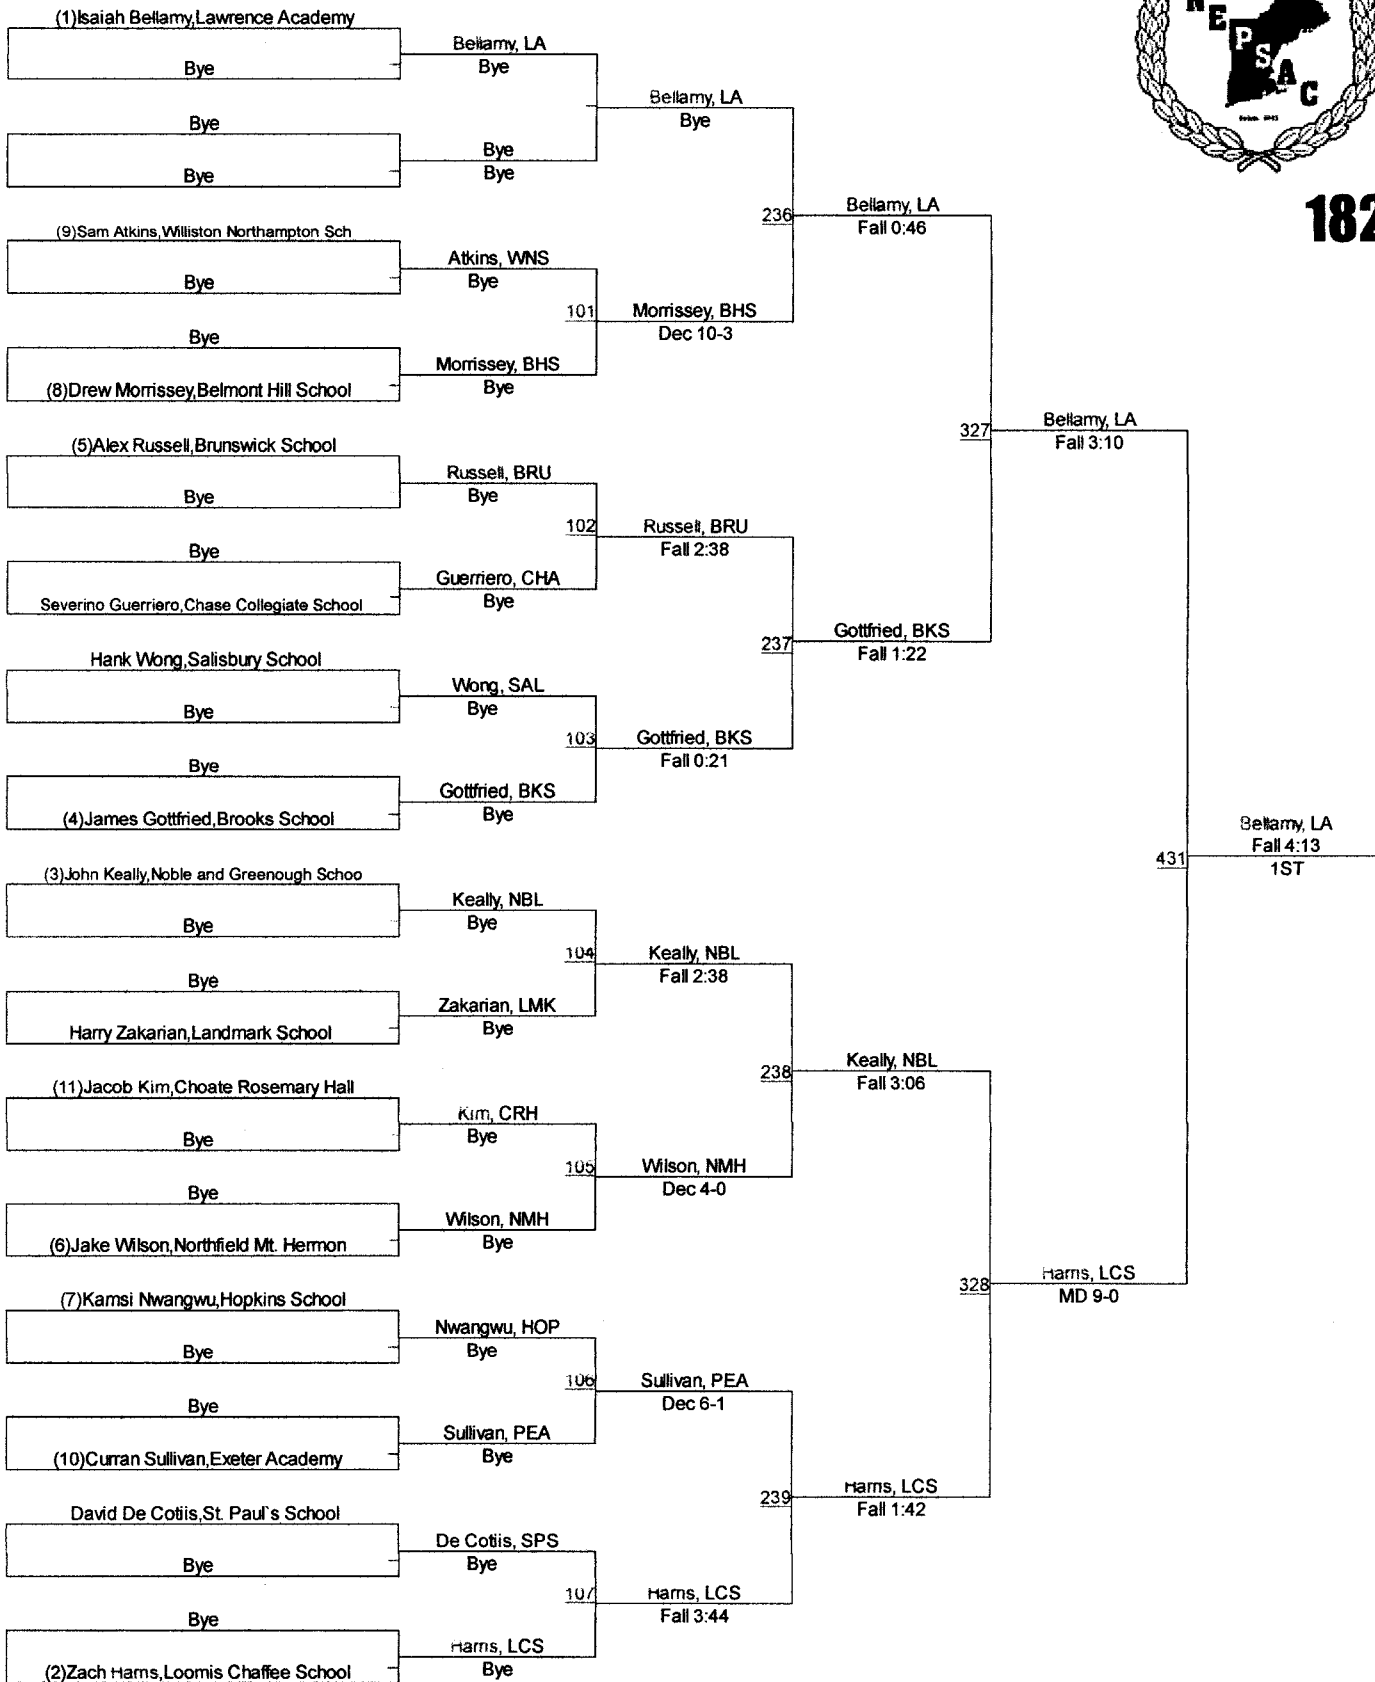 (1)Isaiah Bellamy,Lawrence Academy
Bye
Bellamy, LA
Bye
Bye
Bye
Bye
Bye
Bellamy, LA
Bye
(9)Sam Atkins,Williston Northampton Sch
Bye
Atkins, WNS
Bye
Bye
(8)Drew Morrissey,Belmont Hill School
Morrissey, BHS
Bye
101
Morrissey, BHS
Dec 10-3
236
Bellamy, LA
Fall 0:46
(5)Alex Russell,Brunswick School
Bye
Russell, BRU
Bye
Bye
Severino Guerriero,Chase Collegiate School
Guerriero, CHA
Bye
102
Russell, BRU
Fall 2:38
Hank Wong,Salisbury School
Bye
Wong, SAL
Bye
Bye
(4)James Gottfried,Brooks School
Gottfried, BKS
Bye
103
Gottfried, BKS
Fall 0:21
237
Gottfried, BKS
Fall 1:22
327
Bellamy, LA
Fall 3:10
(3)John Keally,Noble and Greenough Schoo
Bye
Keally, NBL
Bye
Bye
Harry Zakarian,Landmark School
Zakarian, LMK
Bye
104
Keally, NBL
Fall 2:38
(11)Jacob Kim,Choate Rosemary Hall
Bye
Kim, CRH
Bye
Bye
(6)Jake Wilson,Northfield Mt. Hermon
Wilson, NMH
Bye
105
Wilson, NMH
Dec 4-0
238
Keally, NBL
Fall 3:06
(7)Kamsi Nwangwu,Hopkins School
Bye
Nwangwu, HOP
Bye
Bye
(10)Curran Sullivan,Exeter Academy
Sullivan, PEA
Bye
106
Sullivan, PEA
Dec 6-1
David De Cotiis,St. Paul`s School
Bye
De Cotiis, SPS
Bye
Bye
(2)Zach Harris,Loomis Chaffee School
Harris, LCS
Bye
107
Harris, LCS
Fall 3:44
239
Harris, LCS
Fall 1:42
328
Harris, LCS
MD 9-0
431
Bellamy, LA
Fall 4:13
1ST
NEPSAC
182